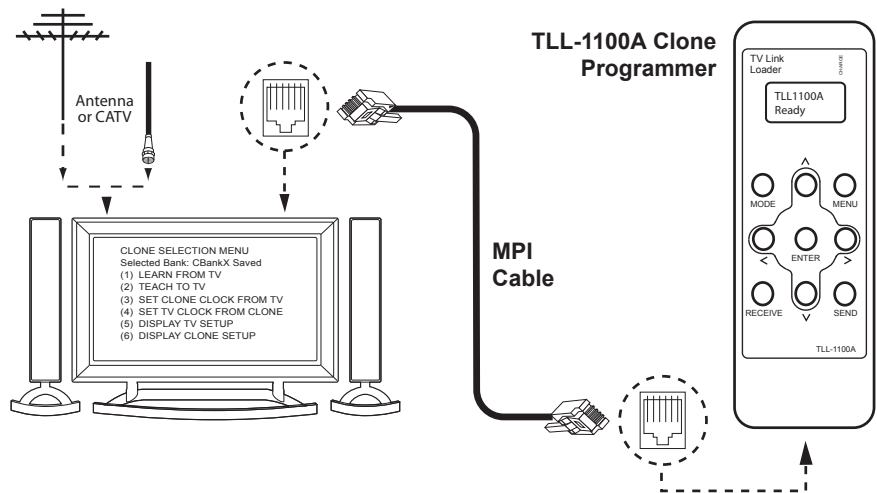 TLL-1100A Clone
Programmer
Antenna
or CATV
TV Link
Loader
CHARGE
TLL1100A
Ready
MODE
MENU
ENTER
<
>
RECEIVE
SEND
TLL-1100A
MPI
Cable
CLONE SELECTION MENU
Selected Bank: CBankX Saved
(1) LEARN FROM TV
(2) TEACH TO TV
(3) SET CLONE CLOCK FROM TV
(4) SET TV CLOCK FROM CLONE
(5) DISPLAY TV SETUP
(6) DISPLAY CLONE SETUP